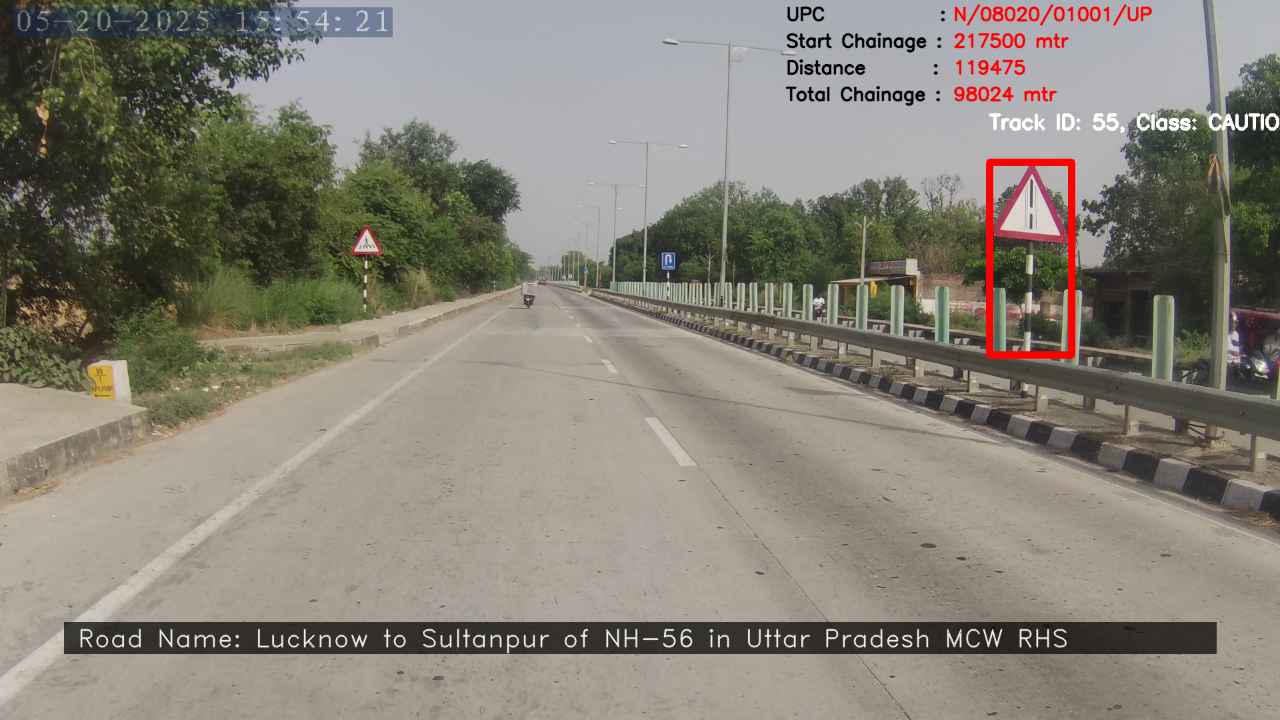 05-20-2025 15:54:21
UPC : N/08020/01001/UP
Start Chainage : 217500 mtr
Distance : 119475
Total Chainage : 98024 mtr
Track ID: 55, Class: CAUTIO
Road Name: Lucknow to Sultanpur of NH-56 in Uttar Pradesh MCW RHS